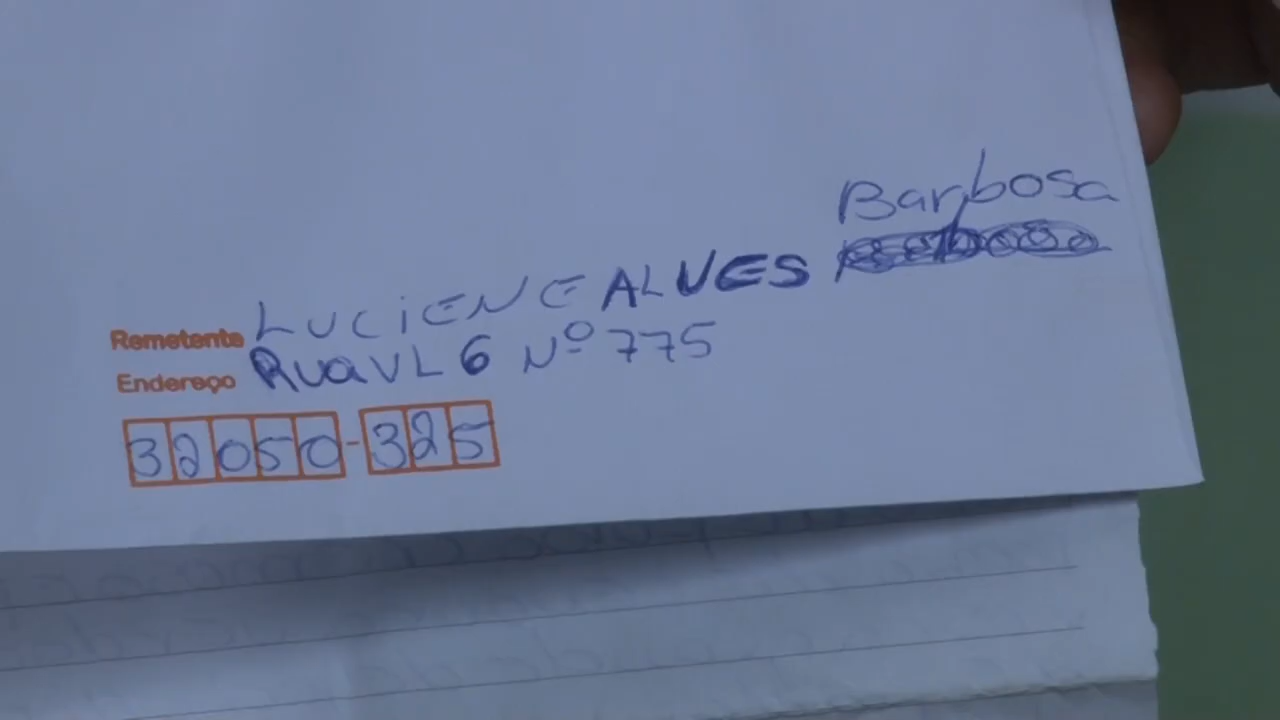 Remetente LUCIENE ALVES Barbosa
Endereço Rua VL 6 Nº 775
32050-325